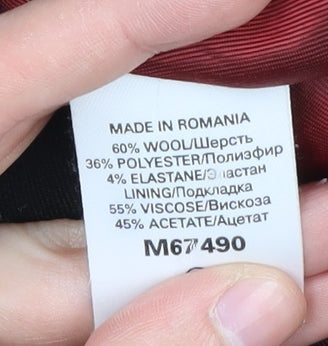 MADE IN ROMANIA
60% WOOL/Шерсть
36% POLYESTER/Полиэфир
4% ELASTANE/Эластан
LINING/Подкладка
55% VISCOSE/Вискоза
45% ACETATE/Ацетат
M67490